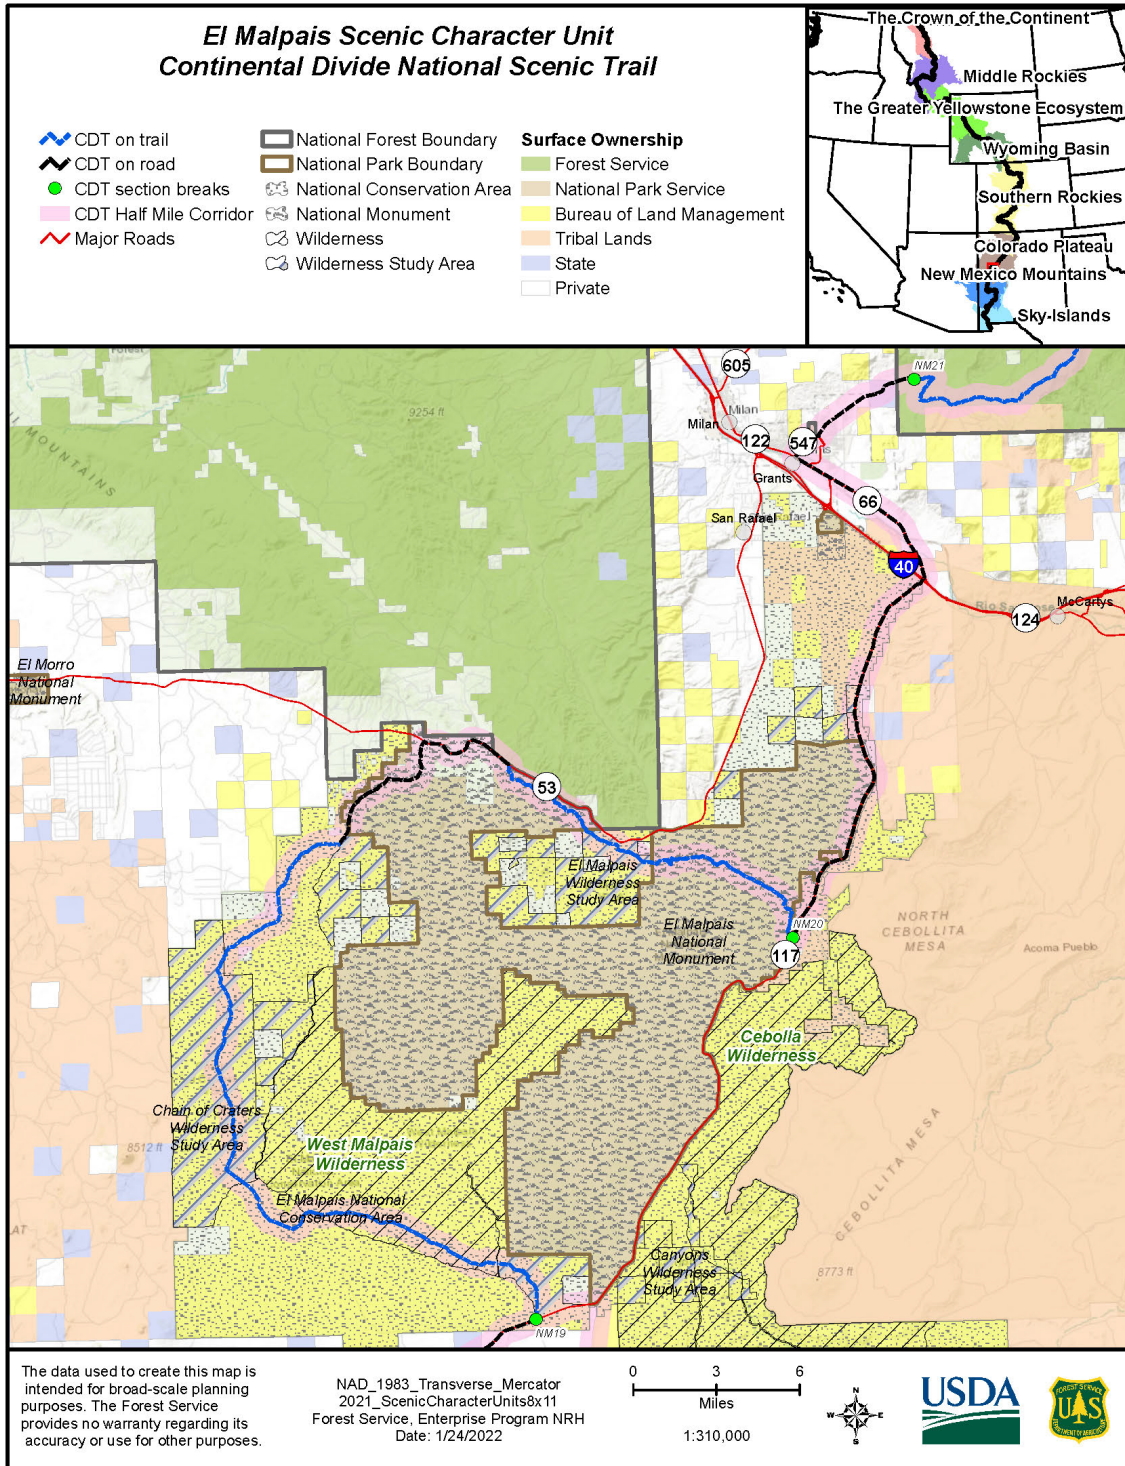 El Malpais Scenic Character Unit
Continental Divide National Scenic Trail
CDT on trail
CDT on road
CDT section breaks
CDT Half Mile Corridor
Major Roads
National Forest Boundary
National Park Boundary
National Conservation Area
National Monument
Wilderness
Wilderness Study Area
Surface Ownership
Forest Service
National Park Service
Bureau of Land Management
Tribal Lands
State
Private
The Crown of the Continent
Middle Rockies
The Greater Yellowstone Ecosystem
Wyoming Basin
Southern Rockies
Colorado Plateau
New Mexico Mountains
Sky-Islands
605
NM21
9254 ft
Milan
Milan
122
547
Grants
MOUNTAINS
66
San Rafael
40
124
McCartys
El Morro
National
Monument
53
El Malpais
Wilderness
Study Area
El Malpais
National
Monument
NM20
117
NORTH
CEBOLLITA
MESA
Acoma Pueblo
Cebolla
Wilderness
Chain of Craters
Wilderness
Study Area
8512 ft
West Malpais
Wilderness
CEBOLLITA MESA
El Malpais National
Conservation Area
Canyons
Wilderness
Study Area
8773 ft
NM19
The data used to create this map is
intended for broad-scale planning
purposes. The Forest Service
provides no warranty regarding its
accuracy or use for other purposes.
NAD_1983_Transverse_Mercator
2021_ScenicCharacterUnits8x11
Forest Service, Enterprise Program NRH
Date: 1/24/2022
0 3 6
Miles
1:310,000
N
W E
S
USDA
FOREST SERVICE
UAS
DEPARTMENT OF AGRICULTURE